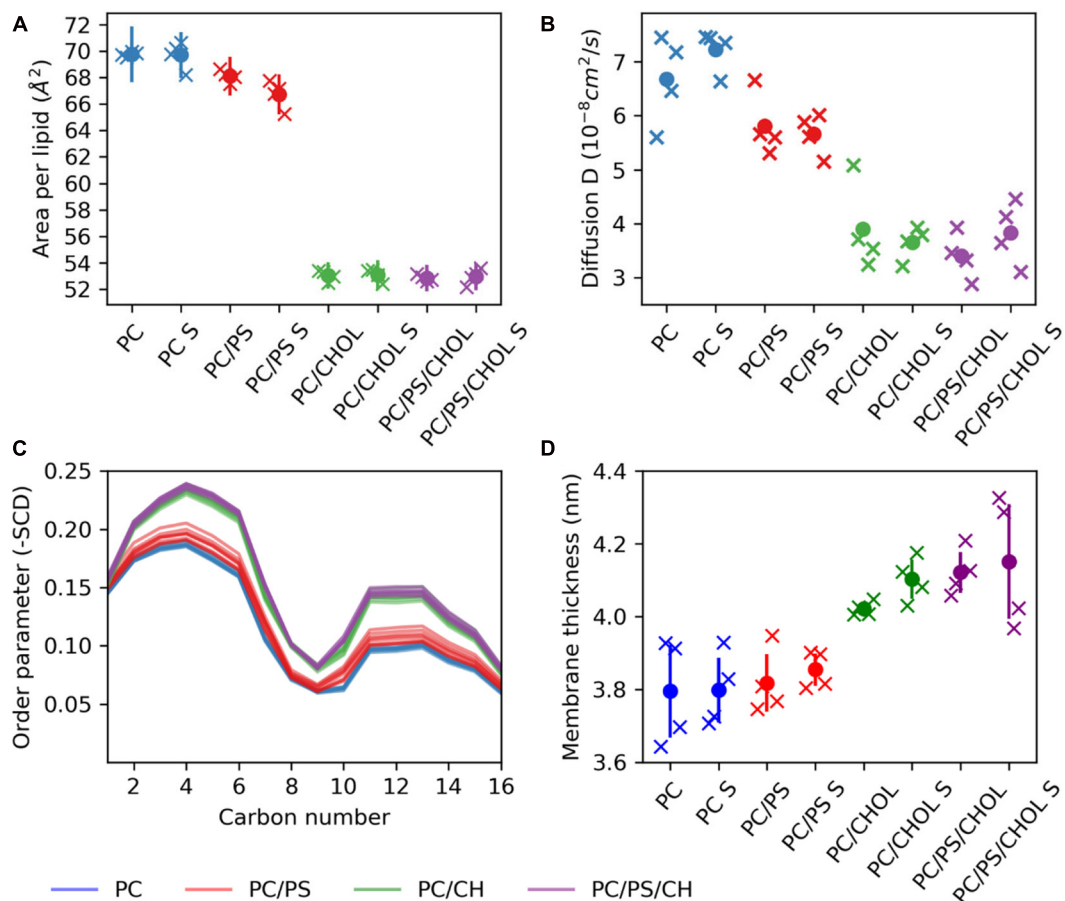 A
Area per lipid (Å²)
72
70
68
66
64
62
60
58
56
54
52
PC
PC S
PC/PS
PC/PS S
PC/CHOL
PC/CHOL S
PC/PS/CHOL
PC/PS/CHOL S
B
Diffusion D (10⁻⁸cm²/s)
7
6
5
4
3
PC
PC S
PC/PS
PC/PS S
PC/CHOL
PC/CHOL S
PC/PS/CHOL
PC/PS/CHOL S
C
Order parameter (-SCD)
0.25
0.20
0.15
0.10
0.05
2
4
6
8
10
12
14
16
Carbon number
D
Membrane thickness (nm)
4.4
4.2
4.0
3.8
3.6
PC
PC S
PC/PS
PC/PS S
PC/CHOL
PC/CHOL S
PC/PS/CHOL
PC/PS/CHOL S
PC PC/PS PC/CH PC/PS/CH